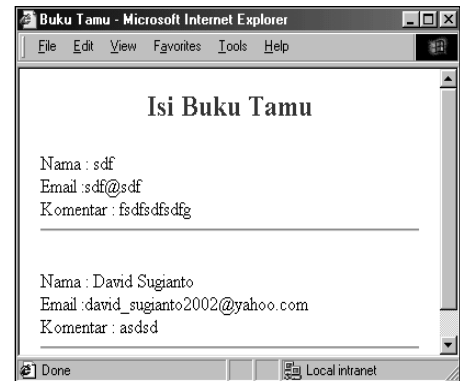 Buku Tamu - Microsoft Internet Explorer
File Edit View Favorites Tools Help
Isi Buku Tamu
Nama : sdf
Email :sdf@sdf
Komentar : fsdfsdfsdfg
Nama : David Sugianto
Email :david_sugianto2002@yahoo.com
Komentar : asdsd
Done
Local intranet